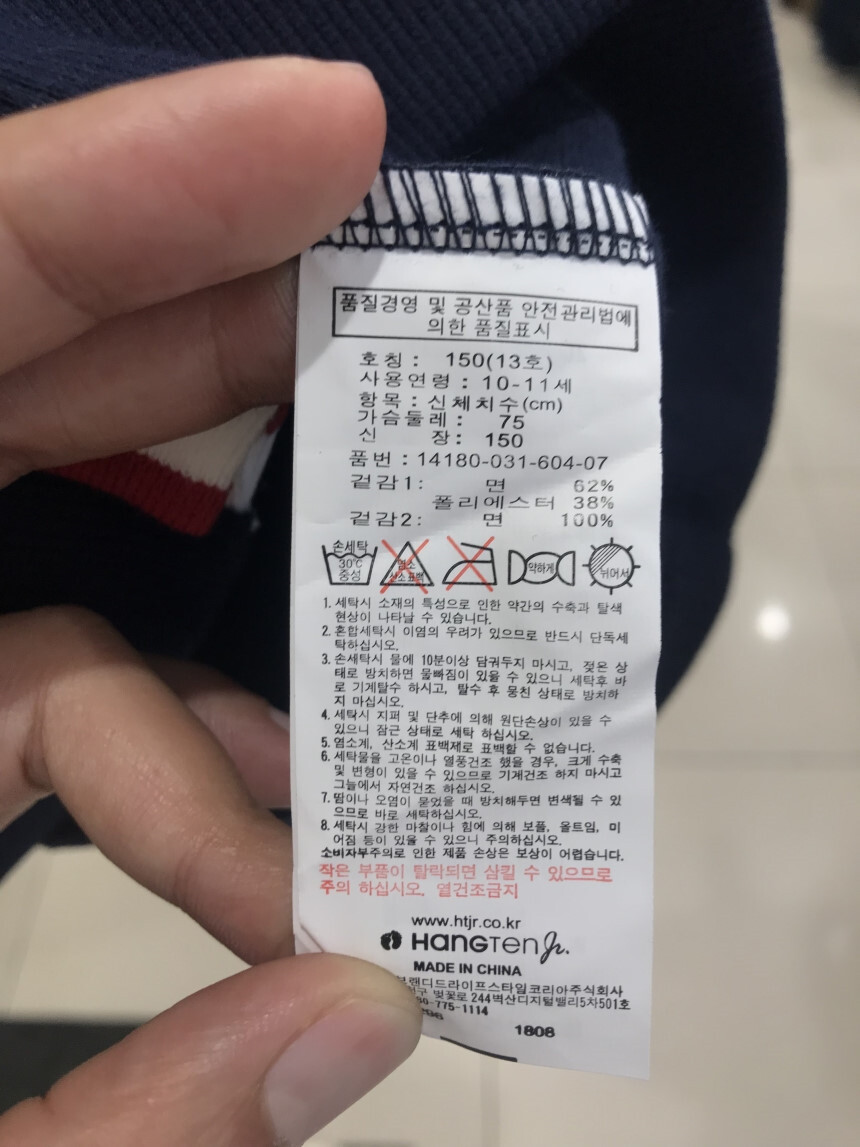 품질경영 및 공산품 안전관리법에
의한 품질표시
호칭 : 150(13호)
사용연령 : 10-11세
항목 : 신체치수(cm)
가슴둘레 : 75
신 장 : 150
품번 : 14180-031-604-07
겉감1: 면 62%
폴리에스터 38%
겉감2: 면 100%
손세탁
30℃
중성
염소
산소표백
약하게
뉘어서
1. 세탁시 소재의 특성으로 인한 약간의 수축과 탈색
현상이 나타날 수 있습니다.
2. 혼합세탁시 이염의 우려가 있으므로 반드시 단독세
탁하십시오.
3. 손세탁시 물에 10분이상 담궈두지 마시고, 젖은 상
태로 방치하면 물빠짐이 있을 수 있으니 세탁후 바
로 기계탈수 하시고, 탈수 후 뭉친 상태로 방치하
지 마십시오.
4. 세탁시 지퍼 및 단추에 의해 원단손상이 있을 수
있으니 잠근 상태로 세탁 하십시오.
5. 염소계, 산소계 표백제로 표백할 수 없습니다.
6. 세탁물을 고온이나 열풍건조 했을 경우, 크게 수축
및 변형이 있을 수 있으므로 기계건조 하지 마시고
그늘에서 자연건조 하십시오.
7. 땀이나 오염이 묻었을 때 방치해두면 변색될 수 있
으므로 바로 세탁하십시오.
8. 세탁시 강한 마찰이나 힘에 의해 보풀, 올트임, 미
어짐 등이 있을 수 있으니 주의하십시오.
소비자부주의로 인한 제품 손상은 보상이 어렵습니다.
작은 부품이 탈락되면 삼킬 수 있으므로
주의 하십시오. 열건조금지
www.htjr.co.kr
HANGTEN Jr.
MADE IN CHINA
브랜디드라이프스타일코리아주식회사
벚꽃로 244벽산디지털밸리5차501호
80-775-1114
1808